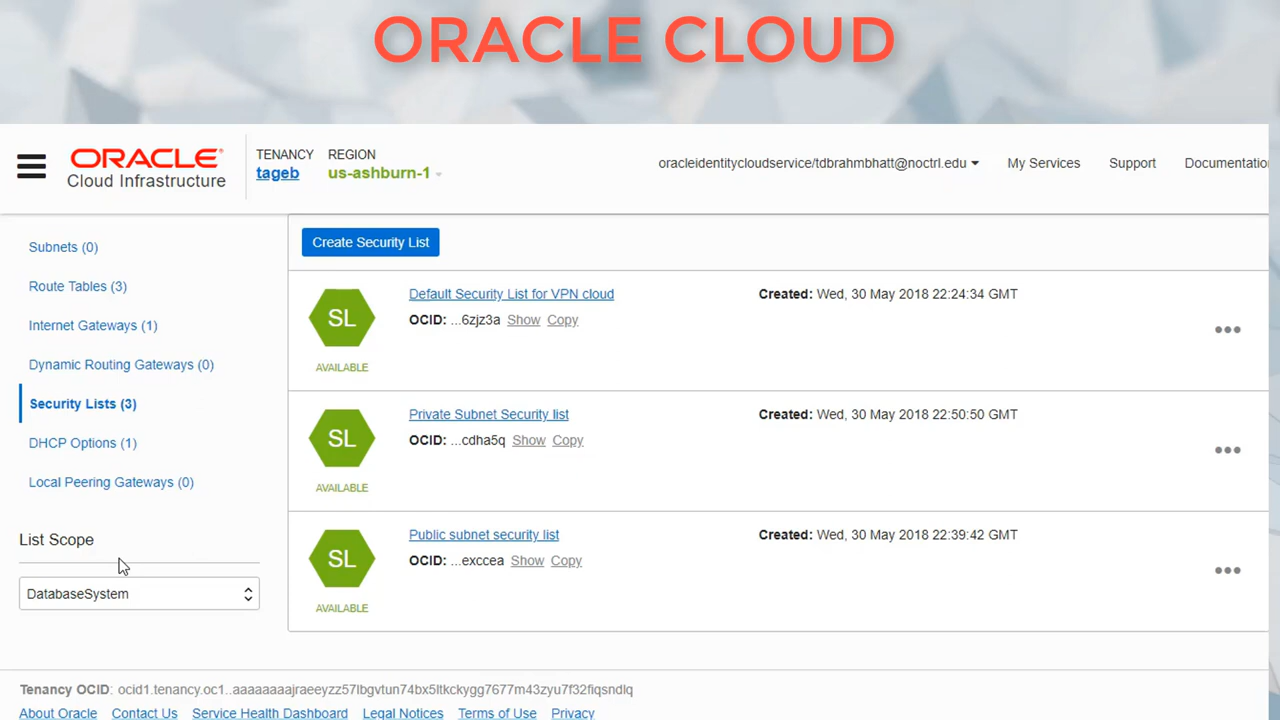 ORACLE CLOUD
ORACLE
Cloud Infrastructure
TENANCY
tageb
REGION
us-ashburn-1
oracleidentitycloudservice/tdbrahmbhatt@noctrl.edu
My Services
Support
Documentatio
Subnets (0)
Route Tables (3)
Internet Gateways (1)
Dynamic Routing Gateways (0)
Security Lists (3)
DHCP Options (1)
Local Peering Gateways (0)
List Scope
DatabaseSystem
Create Security List
SL
AVAILABLE
Default Security List for VPN cloud
OCID: ...6zjz3a Show Copy
Created: Wed, 30 May 2018 22:24:34 GMT
SL
AVAILABLE
Private Subnet Security list
OCID: ...cdha5q Show Copy
Created: Wed, 30 May 2018 22:50:50 GMT
SL
AVAILABLE
Public subnet security list
OCID: ...exccea Show Copy
Created: Wed, 30 May 2018 22:39:42 GMT
Tenancy OCID: ocid1.tenancy.oc1..aaaaaaaajraeeyzz57lbgvtun74bx5ltkckygg7677m43zyu7f32fiqsndlq
About Oracle Contact Us Service Health Dashboard Legal Notices Terms of Use Privacy